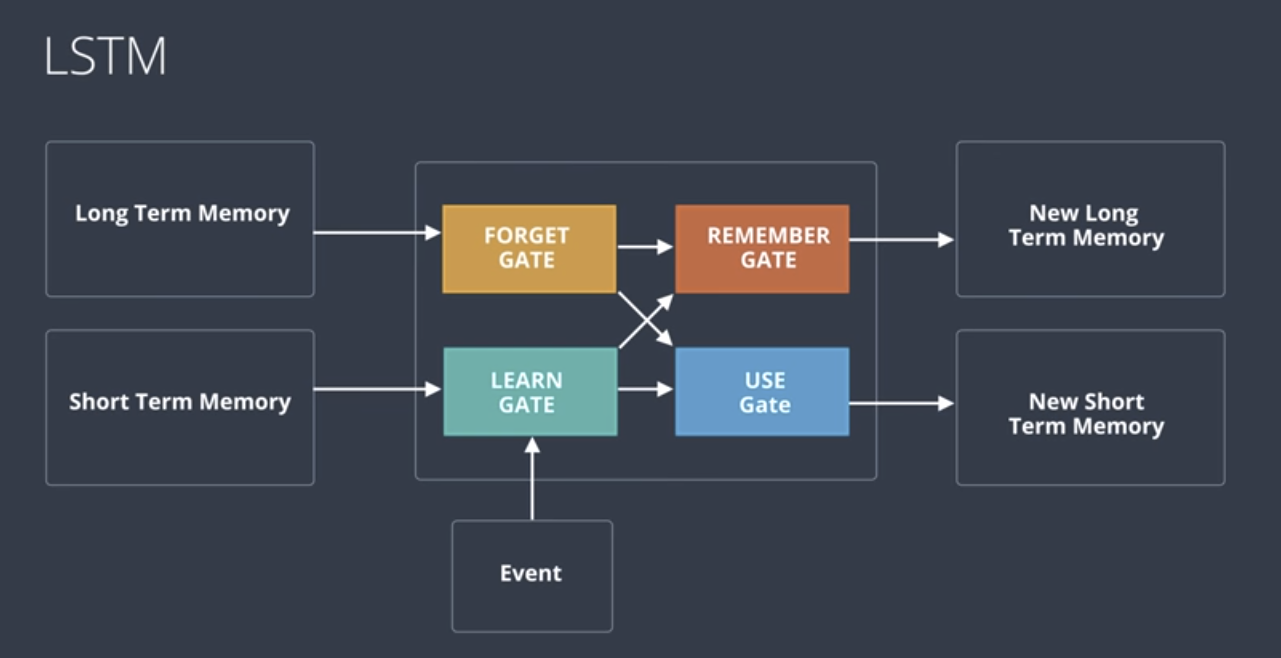 LSTM
Long Term Memory
FORGET
GATE
REMEMBER
GATE
New Long
Term Memory
Short Term Memory
LEARN
GATE
USE
Gate
New Short
Term Memory
Event